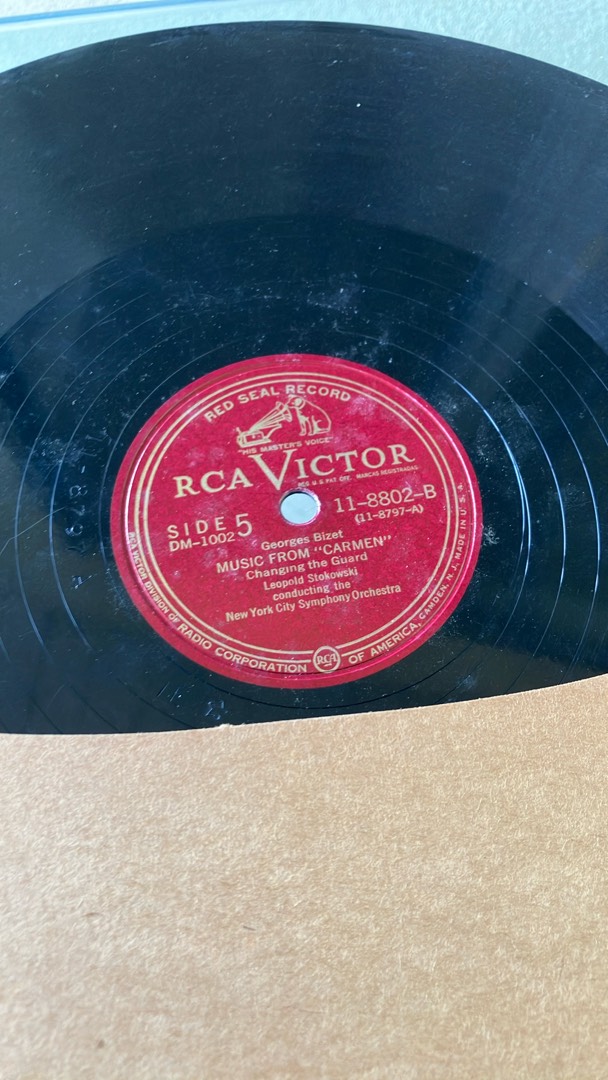 RED SEAL RECORD
"HIS MASTER'S VOICE"
RCA VICTOR
REG. U.S. PAT. OFF. MARCAS REGISTRADAS
SIDE 5
DM-1002
11-8802-B
(11-8797-A)
Georges Bizet
MUSIC FROM "CARMEN"
Changing the Guard
Leopold Stokowski
conducting the
New York City Symphony Orchestra
RCA VICTOR DIVISION OF RADIO CORPORATION RCA OF AMERICA, CAMDEN, N. J. MADE IN U.S.A.